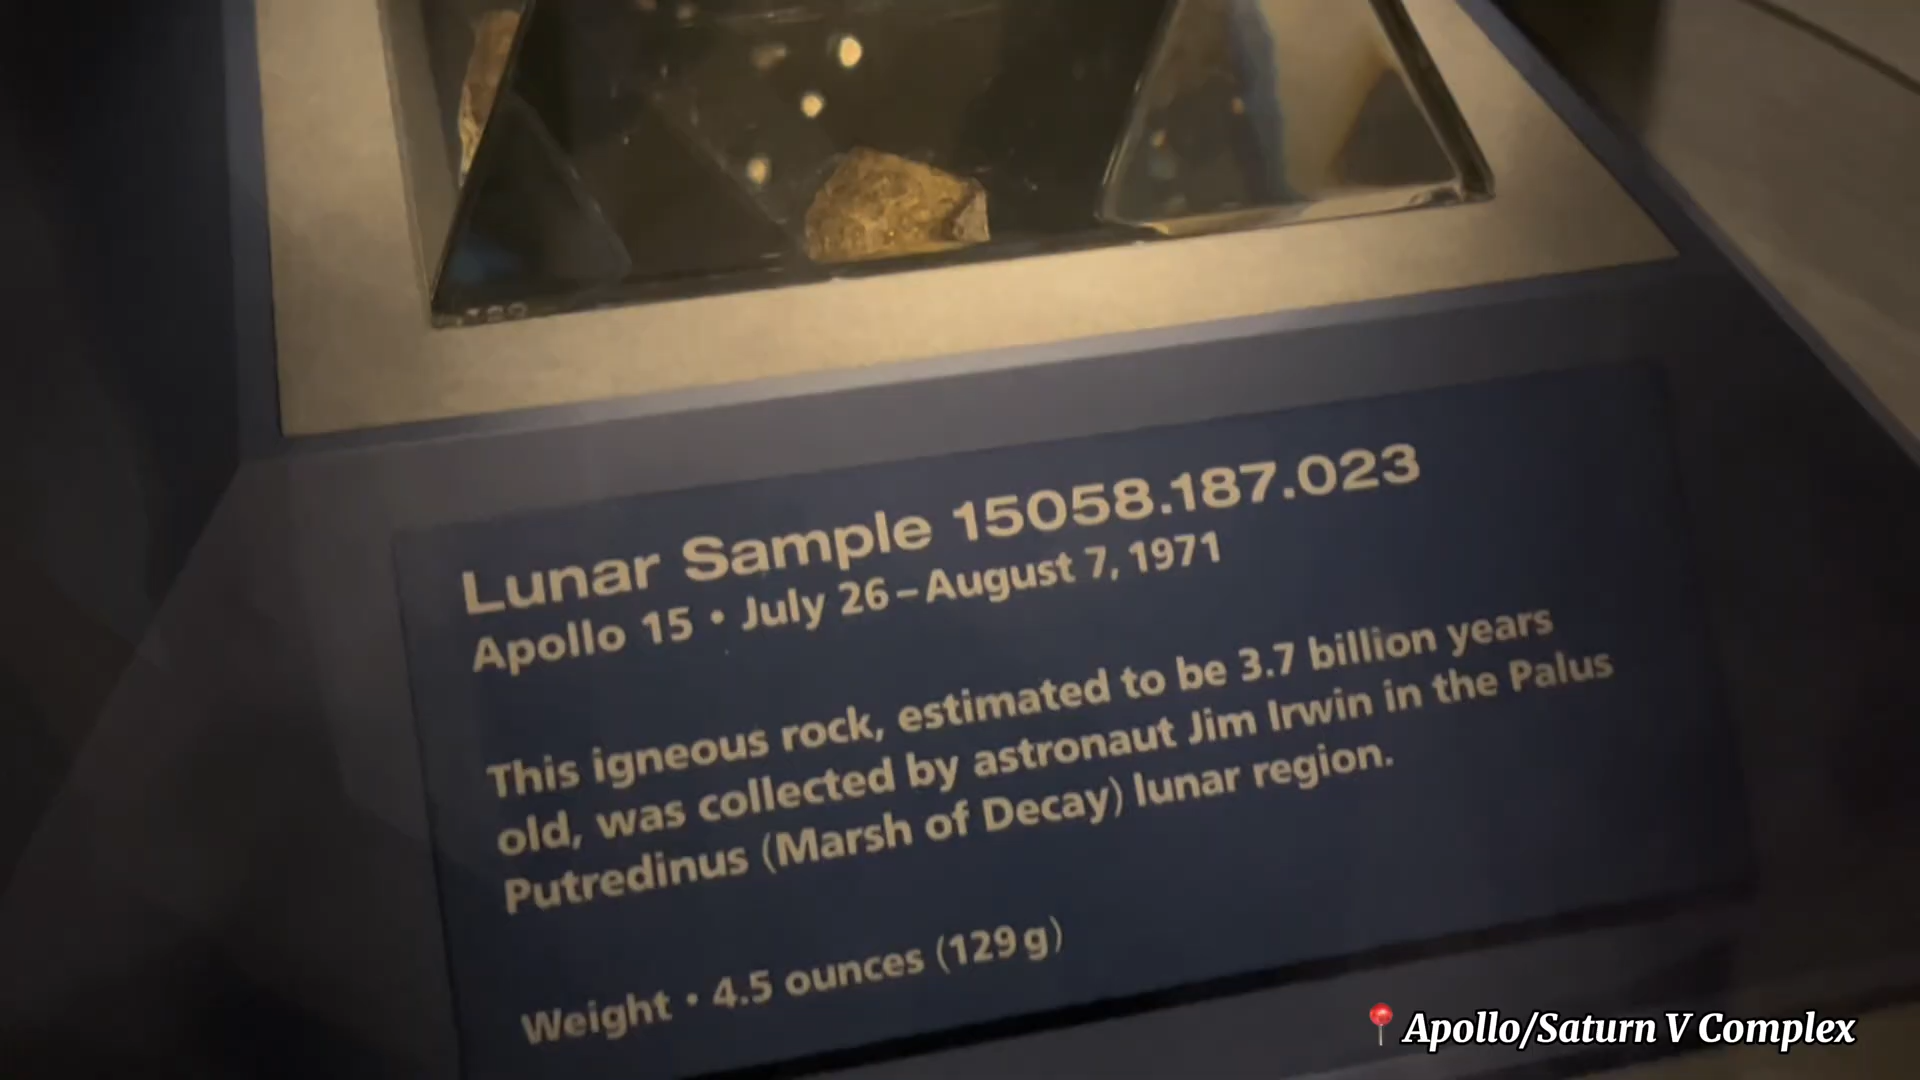 Lunar Sample 15058.187.023
Apollo 15 • July 26 – August 7, 1971
This igneous rock, estimated to be 3.7 billion years
old, was collected by astronaut Jim Irwin in the Palus
Putredinus (Marsh of Decay) lunar region.
Weight • 4.5 ounces (129 g)
Apollo/Saturn V Complex